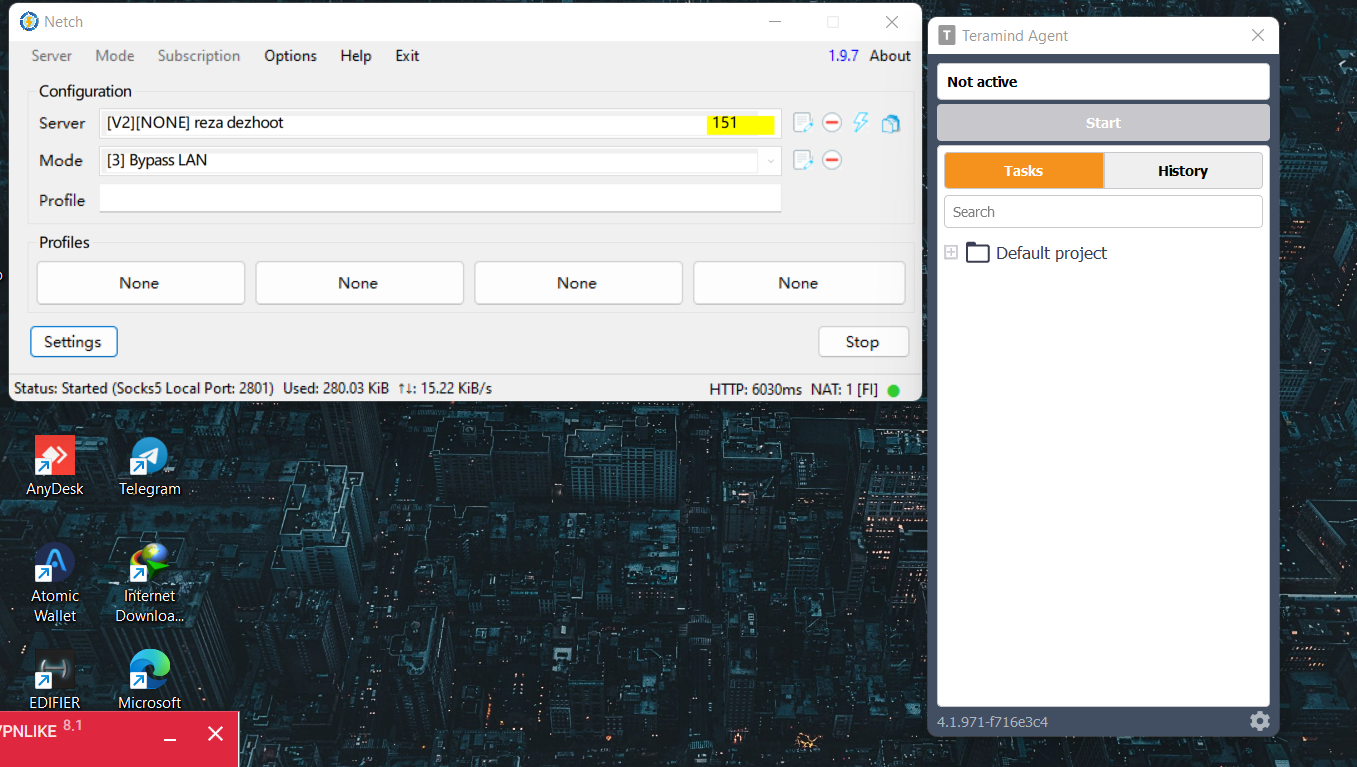 Netch
Server Mode Subscription Options Help Exit 1.9.7 About
Configuration
Server [V2][NONE] reza dezhoot 151
Mode [3] Bypass LAN
Profile
Profiles
None None None None
Settings Stop
Status: Started (Socks5 Local Port: 2801) Used: 280.03 KiB ↑↓: 15.22 KiB/s HTTP: 6030ms NAT: 1 [FI]
T Teramind Agent
Not active
Start
Tasks History
Search
Default project
4.1.971-f716e3c4
AnyDesk Telegram
Atomic Wallet
Internet Downloa...
EDIFIER Microsoft
VPNLIKE 8.1